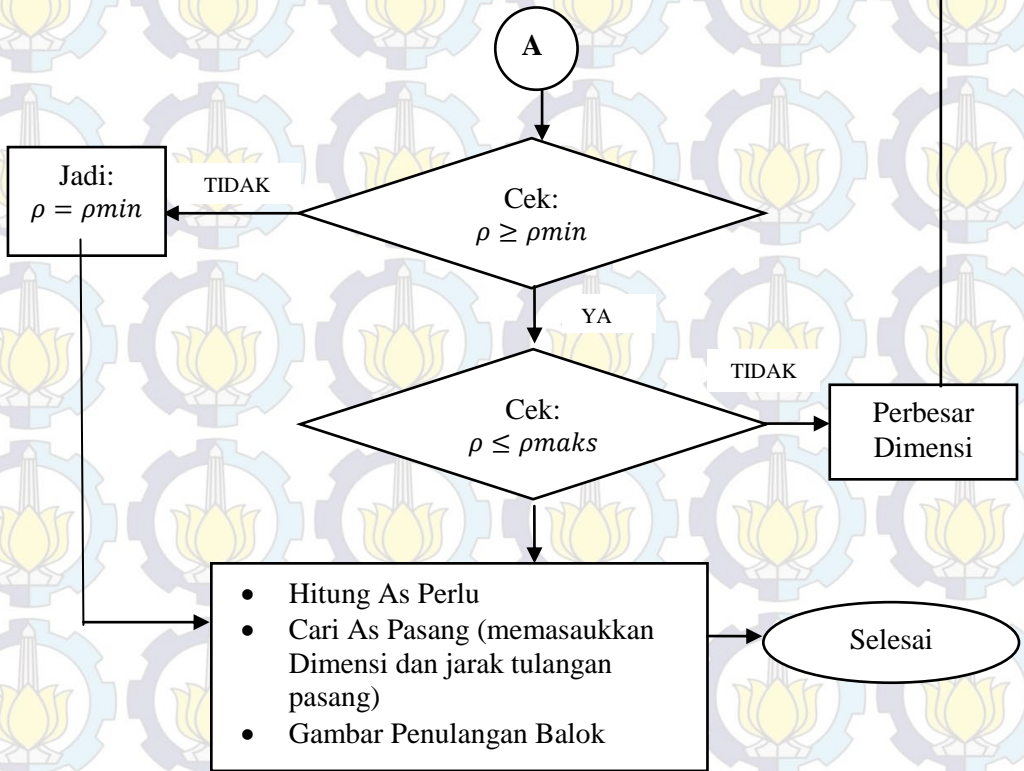 A
Jadi:
𝜌 = 𝜌𝑚𝑖𝑛
TIDAK
Cek:
𝜌 ≥ 𝜌𝑚𝑖𝑛
YA
TIDAK
Cek:
𝜌 ≤ 𝜌𝑚𝑎𝑘𝑠
Perbesar
Dimensi
• Hitung As Perlu
• Cari As Pasang (memasaukkan
Dimensi dan jarak tulangan
pasang)
• Gambar Penulangan Balok
Selesai